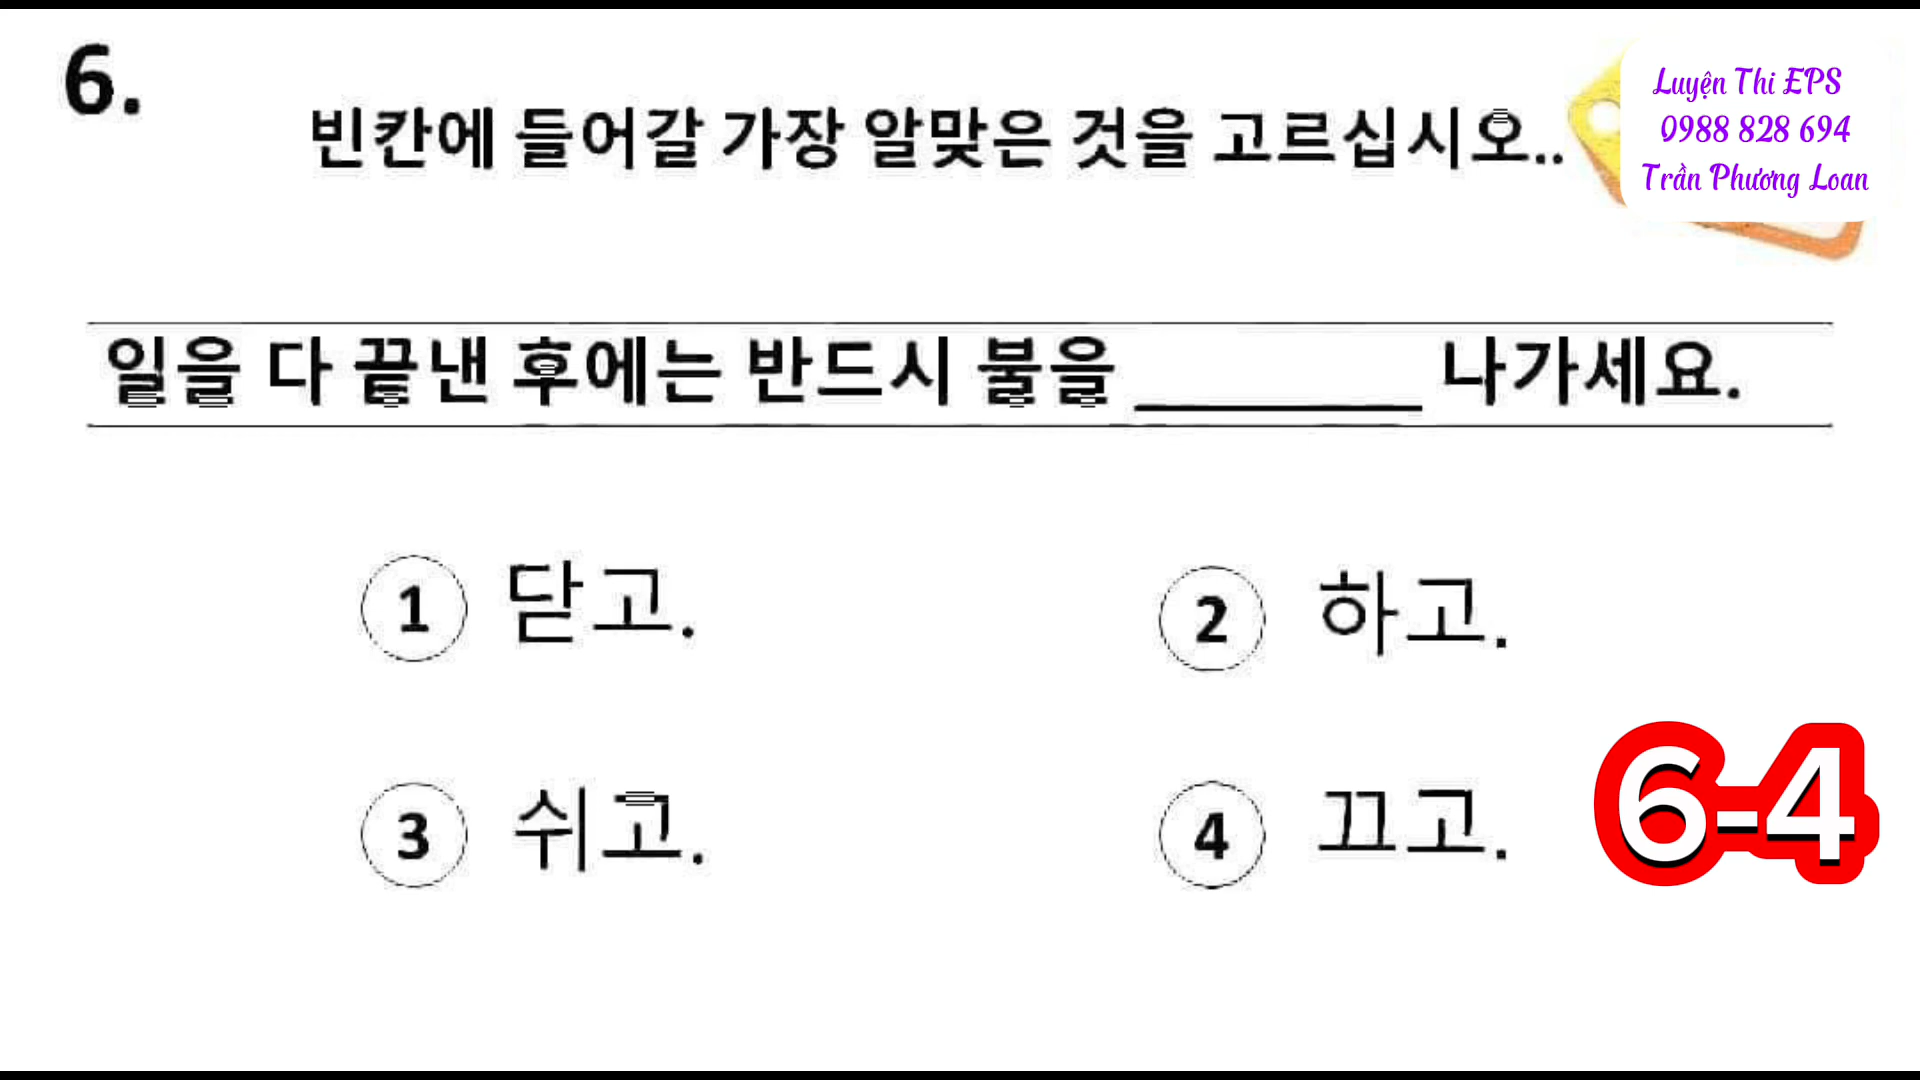 6.
빈칸에 들어갈 가장 알맞은 것을 고르십시오..
Luyện Thi EPS
0988 828 694
Trần Phương Loan
일을 다 끝낸 후에는 반드시 불을 ________ 나가세요.
1 닫고.
2 하고.
3 쉬고.
4 끄고.
6-4